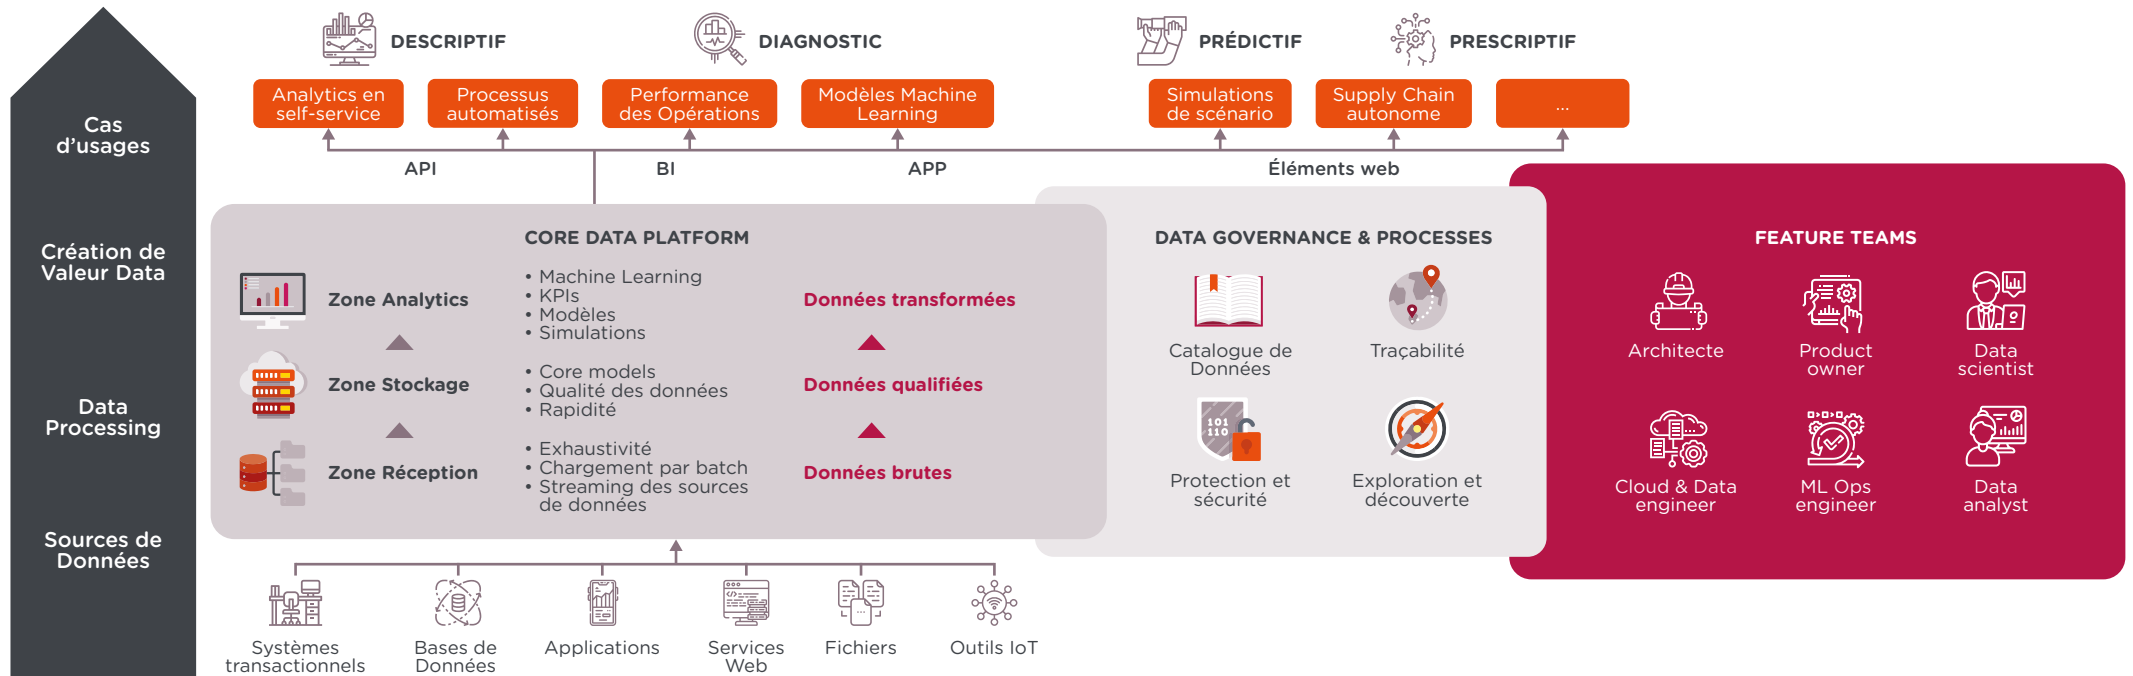 DESCRIPTIF
DIAGNOSTIC
PRÉDICTIF
PRESCRIPTIF
Analytics en
self-service
Processus
automatisés
Performance
des Opérations
Modèles Machine
Learning
Simulations
de scénario
Supply Chain
autonome
...
API
BI
APP
Éléments web
Cas
d'usages
Création de
Valeur Data
Data
Processing
Sources de
Données
CORE DATA PLATFORM
Zone Analytics
• Machine Learning
• KPIs
• Modèles
• Simulations
Données transformées
Zone Stockage
• Core models
• Qualité des données
• Rapidité
Données qualifiées
Zone Réception
• Exhaustivité
• Chargement par batch
• Streaming des sources
de données
Données brutes
DATA GOVERNANCE & PROCESSES
Catalogue de
Données
Traçabilité
101
110
Protection et
sécurité
Exploration et
découverte
FEATURE TEAMS
Architecte
Product
owner
Data
scientist
Cloud & Data
engineer
ML Ops
engineer
Data
analyst
Systèmes
transactionnels
Bases de
Données
Applications
Services
Web
Fichiers
Outils IoT